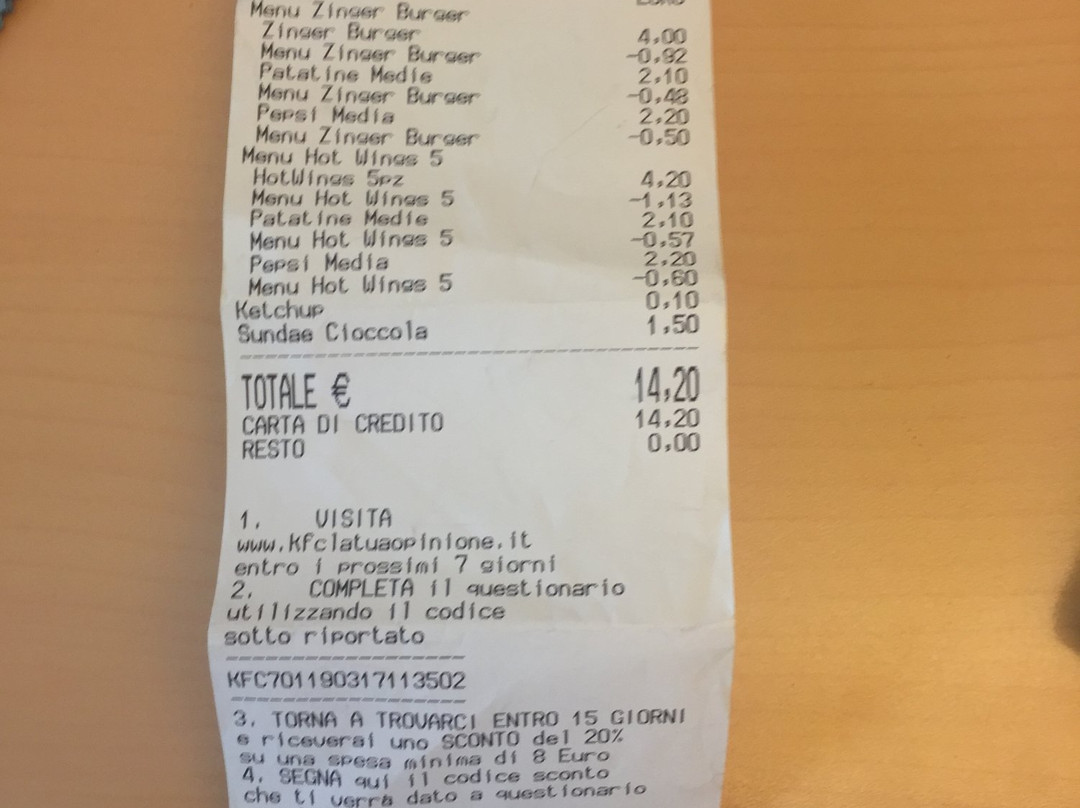 EURO
Menu Zinger Burger
Zinger Burger 4,00
Menu Zinger Burger -0,92
Patatine Medie 2,10
Menu Zinger Burger -0,48
Pepsi Media 2,20
Menu Zinger Burger -0,50
Menu Hot Wings 5
HotWings 5pz 4,20
Menu Hot Wings 5 -1,13
Patatine Medie 2,10
Menu Hot Wings 5 -0,57
Pepsi Media 2,20
Menu Hot Wings 5 -0,60
Ketchup 0,10
Sundae Cioccola 1,50
TOTALE € 14,20
CARTA DI CREDITO 14,20
RESTO 0,00
1. VISITA
www.kfclatuaopinione.it
entro i prossimi 7 giorni
2. COMPLETA il questionario
utilizzando il codice
sotto riportato
KFC701190317113502
3. TORNA A TROVARCI ENTRO 15 GIORNI
e riceverai uno SCONTO del 20%
su una spesa minima di 8 Euro
4. SEGNA qui il codice sconto
che ti verrà dato a questionario